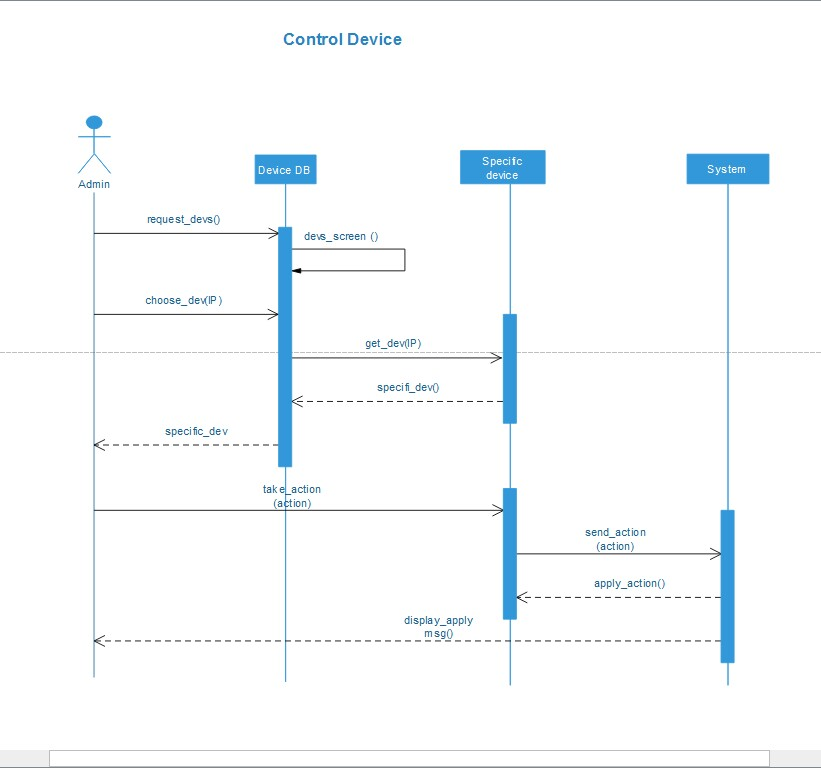 Control Device
Admin
Device DB
Specific
device
System
request_devs()
devs_screen ()
choose_dev(IP)
get_dev(IP)
specifi_dev()
specific_dev
take_action
(action)
send_action
(action)
apply_action()
display_apply
msg()